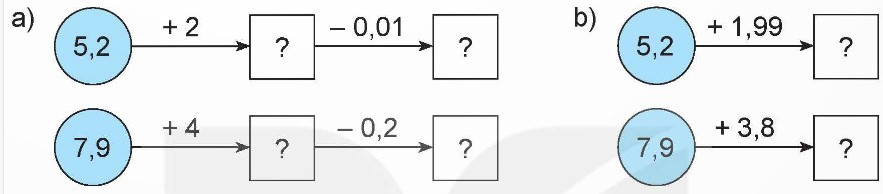 a) 5,2 + 2 ? – 0,01 ?
7,9 + 4 ? – 0,2 ?
b) 5,2 + 1,99 ?
7,9 + 3,8 ?